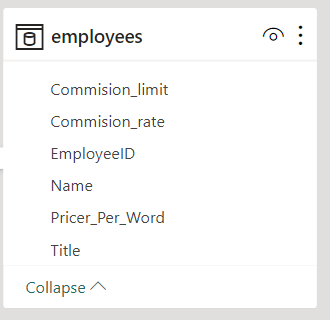 employees
Commision_limit
Commision_rate
EmployeeID
Name
Pricer_Per_Word
Title
Collapse